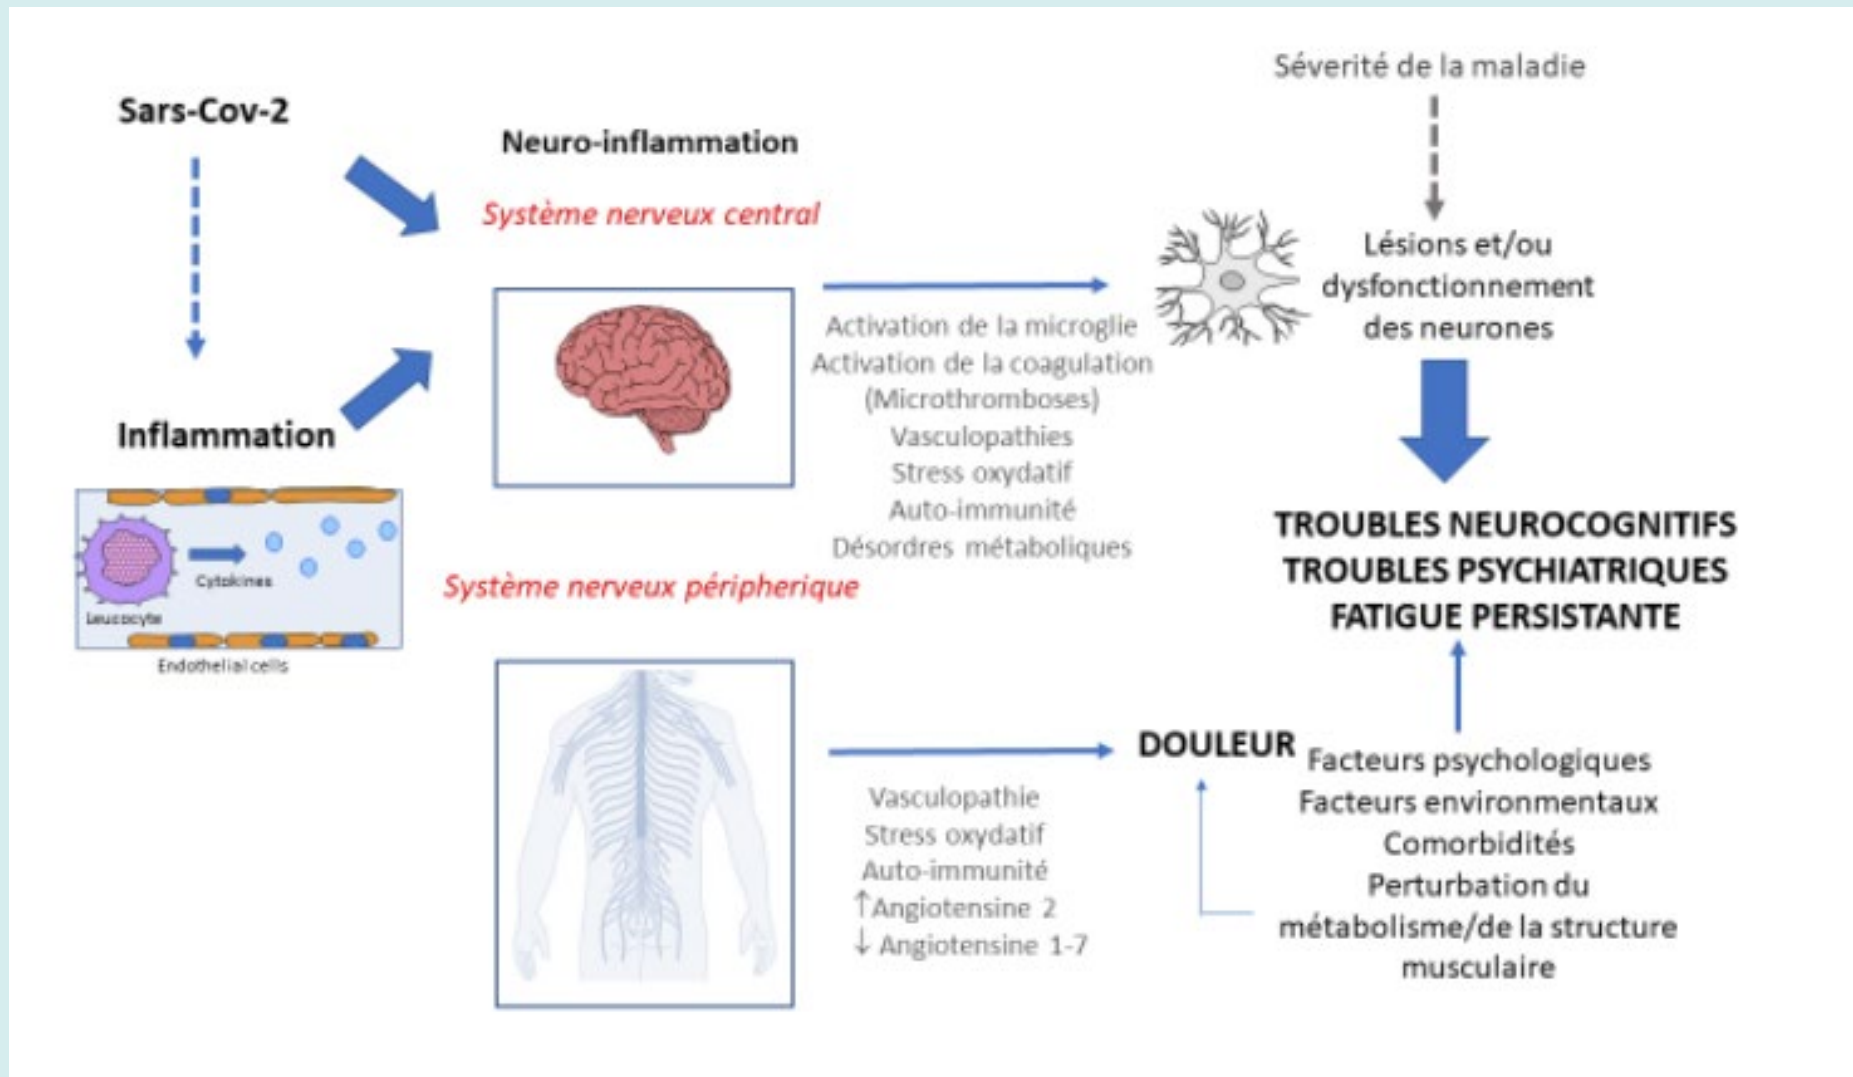 Sars-Cov-2
Inflammation
Cytokines
Leucocyte
Endothelial cells
Neuro-inflammation
Système nerveux central
Activation de la microglie
Activation de la coagulation
(Microthromboses)
Vasculopathies
Stress oxydatif
Auto-immunité
Désordres métaboliques
Système nerveux péripherique
Vasculopathie
Stress oxydatif
Auto-immunité
↑Angiotensine 2
↓ Angiotensine 1-7
Séverité de la maladie
Lésions et/ou
dysfonctionnement
des neurones
TROUBLES NEUROCOGNITIFS
TROUBLES PSYCHIATRIQUES
FATIGUE PERSISTANTE
DOULEUR
Facteurs psychologiques
Facteurs environmentaux
Comorbidités
Perturbation du
métabolisme/de la structure
musculaire